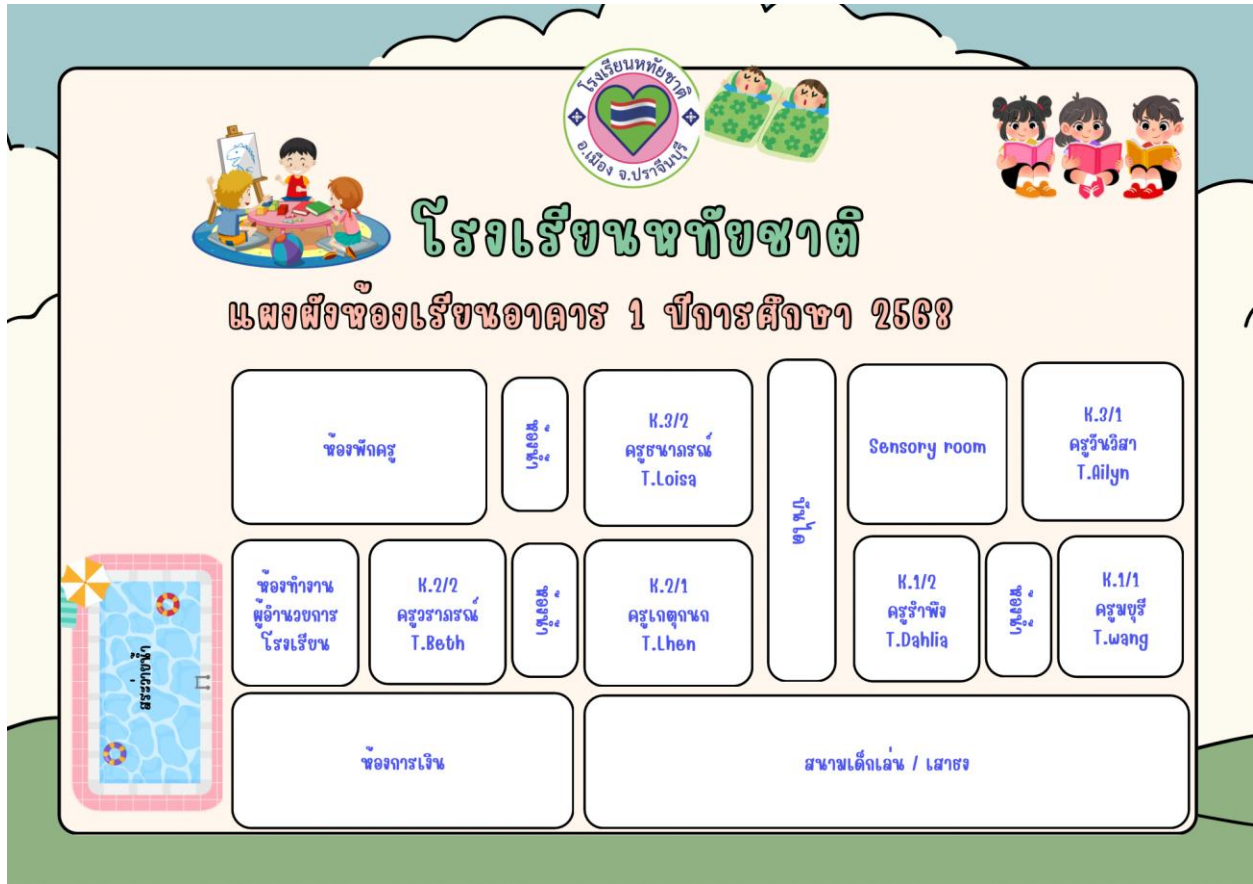 โรงเรียนหทัยชาติ
อ.เมือง จ.ปราจีนบุรี
โรงเรียนหทัยชาติ
แผงผังห้องเรียนอาคาร 1 ปีการศึกษา 2568
ห้องพักครู
ห้องน้ำ
K.3/2
ครูธนาภรณ์
T.Loisa
บันได
Sensory room
K.3/1
ครูวันวิสา
T.Ailyn
ห้องทำงาน
ผู้อำนวยการ
โรงเรียน
K.2/2
ครูวราภรณ์
T.Beth
ห้องน้ำ
K.2/1
ครูเกตุกนก
T.Lhen
K.1/2
ครูรำพึง
T.Dahlia
ห้องน้ำ
K.1/1
ครูมยุรี
T.wang
สระว่ายน้ำ
ห้องการเงิน
สนามเด็กเล่น / เสาธง